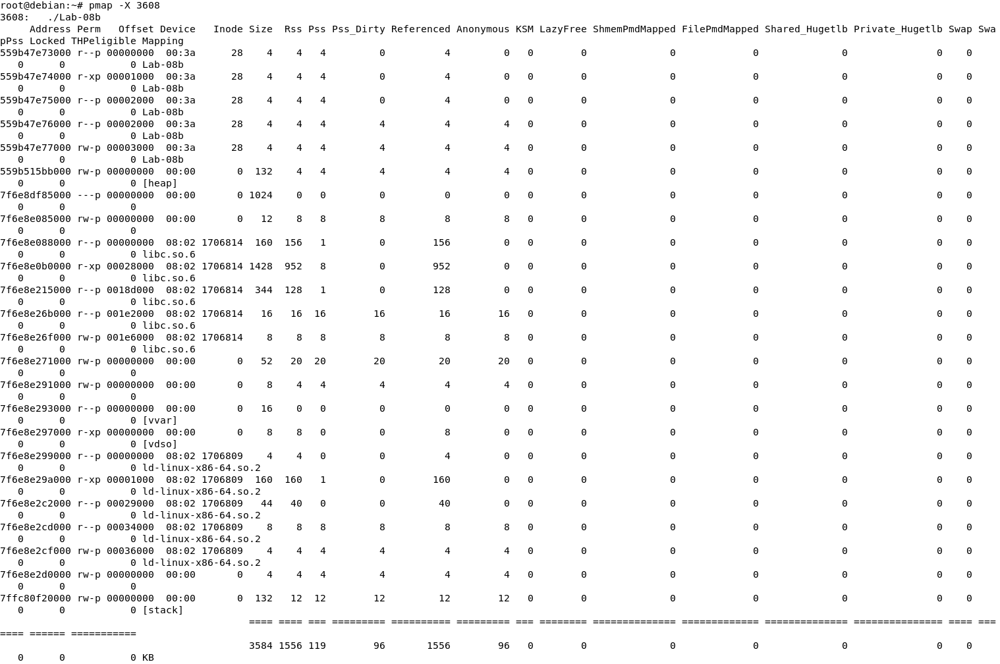 root@debian:~# pmap -X 3608
3608:   ./Lab-08b
     Address Perm   Offset Device   Inode Size  Rss Pss Pss_Dirty Referenced Anonymous KSM LazyFree ShmemPmdMapped FilePmdMapped Shared_Hugetlb Private_Hugetlb Swap Swa
pPss Locked THPeligible Mapping
559b47e73000 r--p 00000000  00:3a      28    4    4   4         0          4         0   0        0              0             0              0               0    0
   0      0           0 Lab-08b
559b47e74000 r-xp 00001000  00:3a      28    4    4   4         0          4         0   0        0              0             0              0               0    0
   0      0           0 Lab-08b
559b47e75000 r--p 00002000  00:3a      28    4    4   4         0          4         0   0        0              0             0              0               0    0
   0      0           0 Lab-08b
559b47e76000 r--p 00002000  00:3a      28    4    4   4         4          4         4   0        0              0             0              0               0    0
   0      0           0 Lab-08b
559b47e77000 rw-p 00003000  00:3a      28    4    4   4         4          4         4   0        0              0             0              0               0    0
   0      0           0 Lab-08b
559b515bb000 rw-p 00000000  00:00       0  132    4   4         4          4         4   0        0              0             0              0               0    0
   0      0           0 [heap]
7f6e8df85000 ---p 00000000  00:00       0 1024    0   0         0          0         0   0        0              0             0              0               0    0
   0      0           0
7f6e8e085000 rw-p 00000000  00:00       0   12    8   8         8          8         8   0        0              0             0              0               0    0
   0      0           0
7f6e8e088000 r--p 00000000  08:02 1706814  160  156   1         0        156         0   0        0              0             0              0               0    0
   0      0           0 libc.so.6
7f6e8e0b0000 r-xp 00028000  08:02 1706814 1428  952   8         0        952         0   0        0              0             0              0               0    0
   0      0           0 libc.so.6
7f6e8e215000 r--p 0018d000  08:02 1706814  344  128   1         0        128         0   0        0              0             0              0               0    0
   0      0           0 libc.so.6
7f6e8e26b000 r--p 001e2000  08:02 1706814   16   16  16        16         16        16   0        0              0             0              0               0    0
   0      0           0 libc.so.6
7f6e8e26f000 rw-p 001e6000  08:02 1706814    8    8   8         8          8         8   0        0              0             0              0               0    0
   0      0           0 libc.so.6
7f6e8e271000 rw-p 00000000  00:00       0   52   20  20        20         20        20   0        0              0             0              0               0    0
   0      0           0
7f6e8e291000 rw-p 00000000  00:00       0    8    4   4         4          4         4   0        0              0             0              0               0    0
   0      0           0
7f6e8e293000 r--p 00000000  00:00       0   16    0   0         0          0         0   0        0              0             0              0               0    0
   0      0           0 [vvar]
7f6e8e297000 r-xp 00000000  00:00       0    8    8   0         0          8         0   0        0              0             0              0               0    0
   0      0           0 [vdso]
7f6e8e299000 r--p 00000000  08:02 1706809    4    4   0         0          4         0   0        0              0             0              0               0    0
   0      0           0 ld-linux-x86-64.so.2
7f6e8e29a000 r-xp 00001000  08:02 1706809  160  160   1         0        160         0   0        0              0             0              0               0    0
   0      0           0 ld-linux-x86-64.so.2
7f6e8e2c2000 r--p 00029000  08:02 1706809   44   40   0         0         40         0   0        0              0             0              0               0    0
   0      0           0 ld-linux-x86-64.so.2
7f6e8e2cd000 r--p 00034000  08:02 1706809    8    8   8         8          8         8   0        0              0             0              0               0    0
   0      0           0 ld-linux-x86-64.so.2
7f6e8e2cf000 rw-p 00036000  08:02 1706809    4    4   4         4          4         4   0        0              0             0              0               0    0
   0      0           0 ld-linux-x86-64.so.2
7f6e8e2d0000 rw-p 00000000  00:00       0    4    4   4         4          4         4   0        0              0             0              0               0    0
   0      0           0
7ffc80f20000 rw-p 00000000  00:00       0  132   12  12        12         12        12   0        0              0             0              0               0    0
   0      0           0 [stack]
                                          ==== ==== === ========= ========== ========= === ======== ============== ============= ============== =============== ==== ===
==== ====== ===========
                                          3584 1556 119        96       1556        96   0        0              0             0              0               0    0
   0      0           0 KB